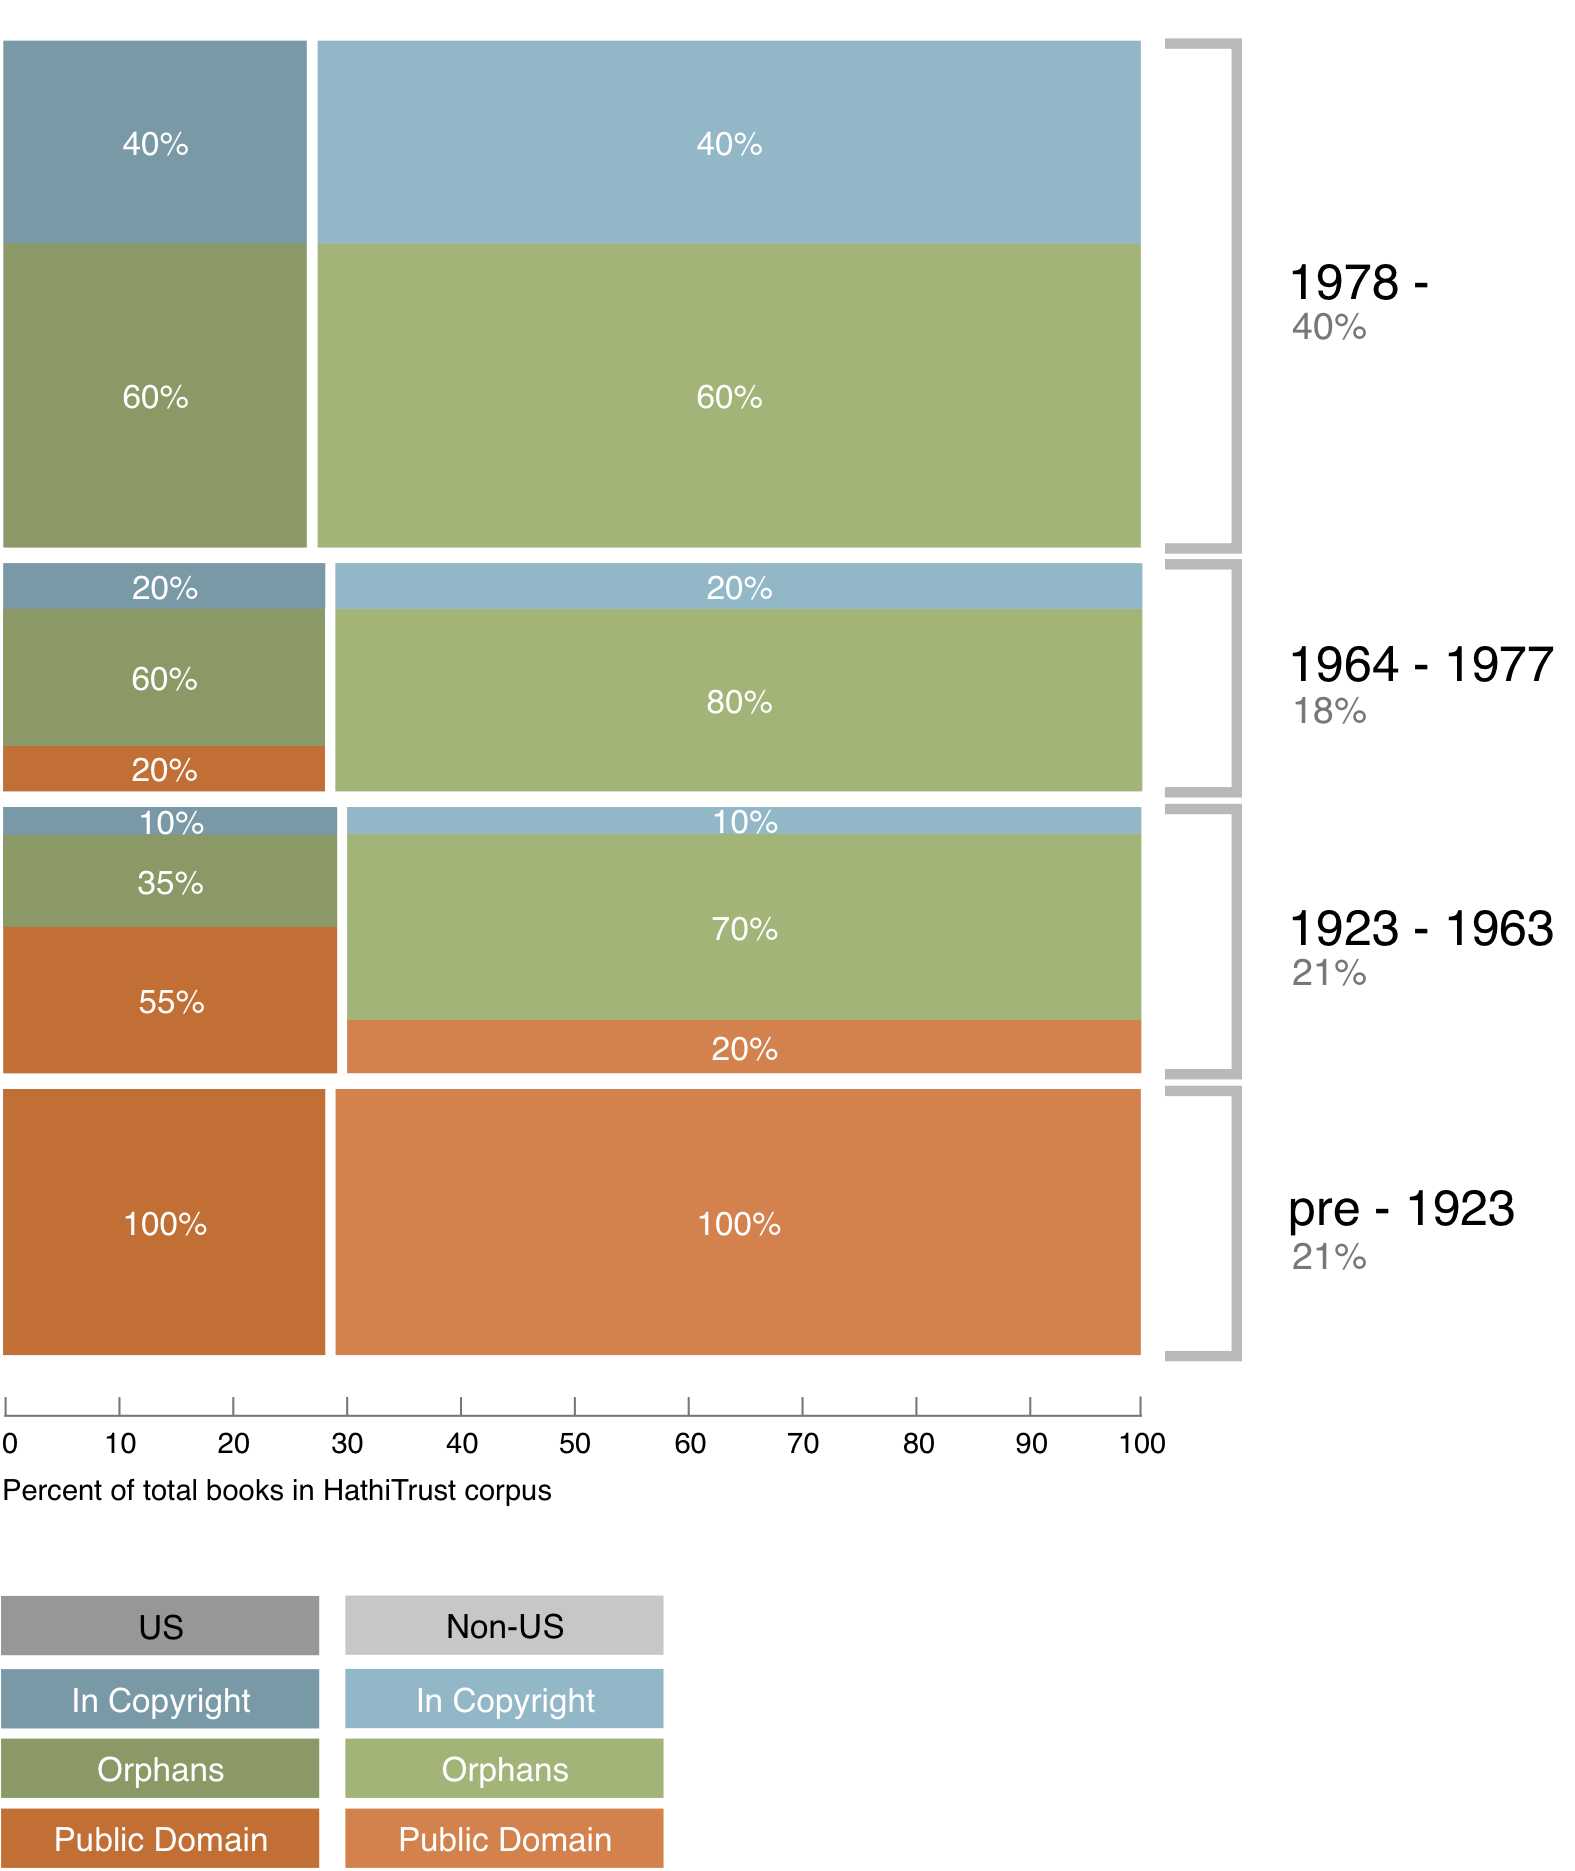 40% 40%
60% 60%
1978 -
40%
20% 20%
60% 80%
20%
1964 - 1977
18%
10% 10%
35% 70%
55% 20%
1923 - 1963
21%
100% 100%
pre - 1923
21%
0 10 20 30 40 50 60 70 80 90 100
Percent of total books in HathiTrust corpus
US Non-US
In Copyright In Copyright
Orphans Orphans
Public Domain Public Domain